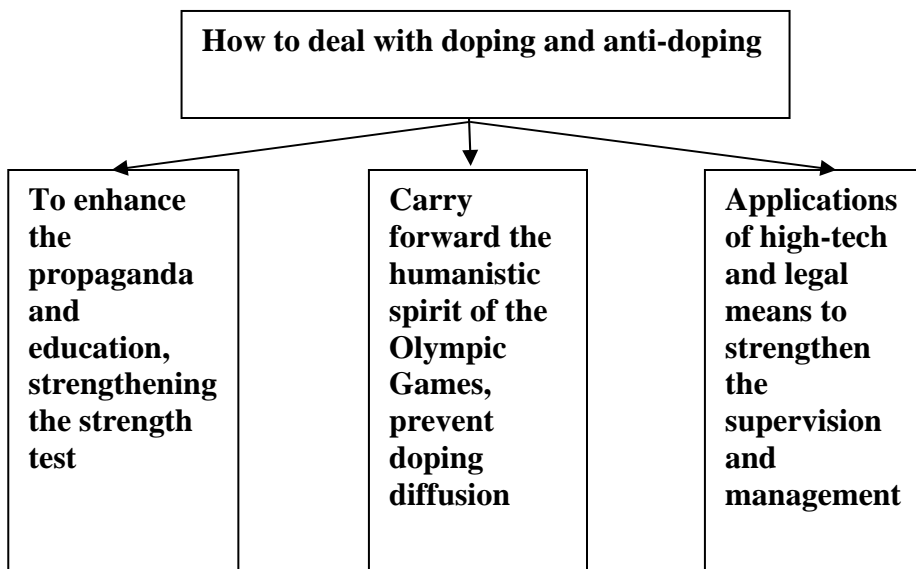 How to deal with doping and anti-doping
To enhance
the
propaganda
and
education,
strengthening
the strength
test
Carry
forward the
humanistic
spirit of the
Olympic
Games,
prevent
doping
diffusion
Applications
of high-tech
and legal
means to
strengthen
the
supervision
and
management